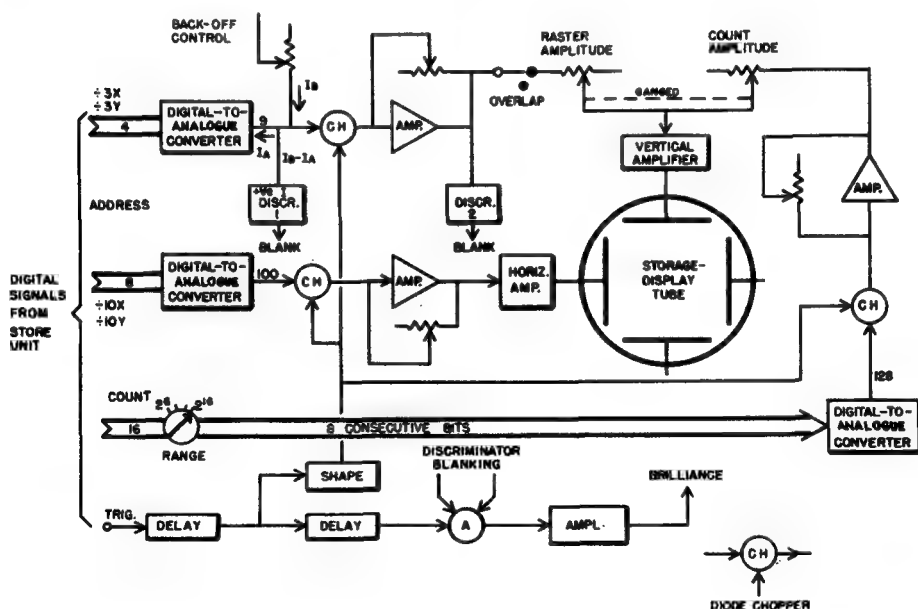 BACK-OFF
CONTROL
RASTER
AMPLITUDE
COUNT
AMPLITUDE
IB
÷3X
÷3Y
4
DIGITAL-TO-
ANALOGUE
CONVERTER
9
CH
AMP.
OVERLAP
GANGED
IA
IB-IA
VERTICAL
AMPLIFIER
AMP.
ADDRESS
+VE I
DISCR.
1
BLANK
DISCR.
2
BLANK
8
DIGITAL-TO-
ANALOGUE
CONVERTER
100
CH
AMP.
HORIZ.
AMP.
STORAGE-
DISPLAY
TUBE
CH
DIGITAL
SIGNALS
FROM
STORE
UNIT
÷10X
÷10Y
128
COUNT
2⁶
2¹⁶
16
RANGE
8 CONSECUTIVE BITS
DIGITAL-TO-
ANALOGUE
CONVERTER
SHAPE
DISCRIMINATOR
BLANKING
BRILLIANCE
TRIG.
DELAY
DELAY
A
AMPL.
CH
DIODE CHOPPER